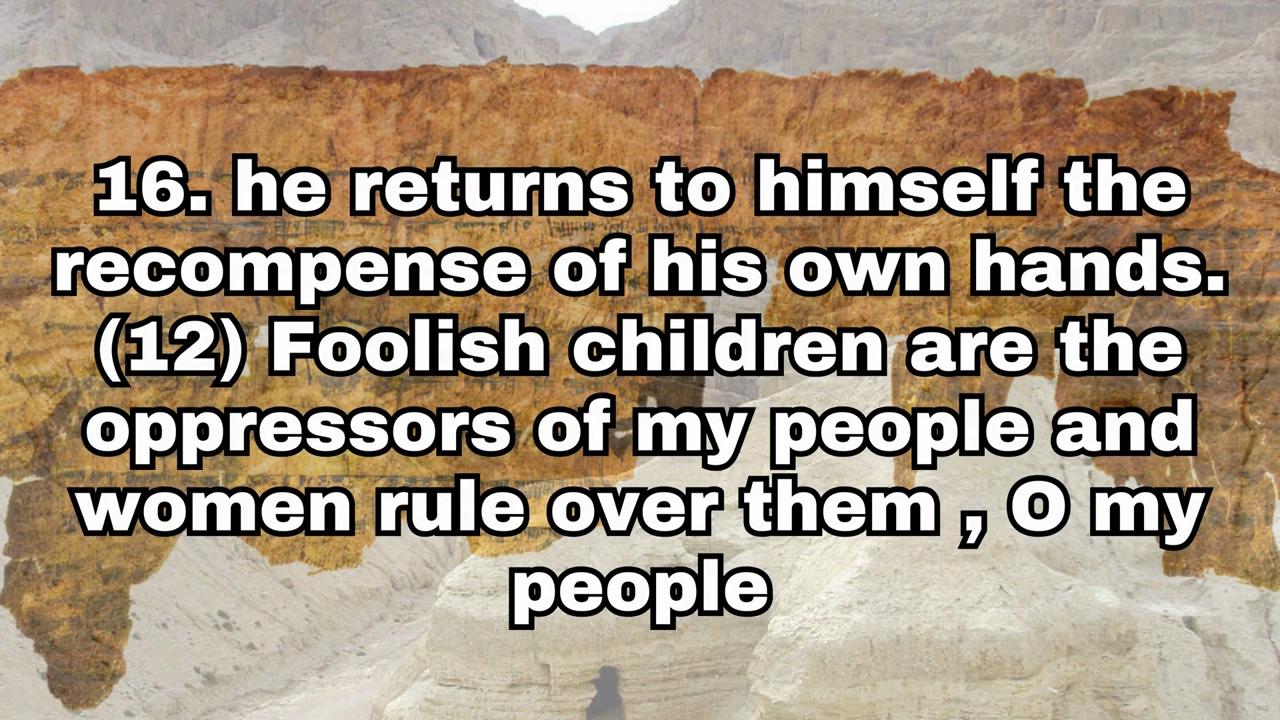 16. he returns to himself the
recompense of his own hands.
(12) Foolish children are the
oppressors of my people and
women rule over them , O my
people